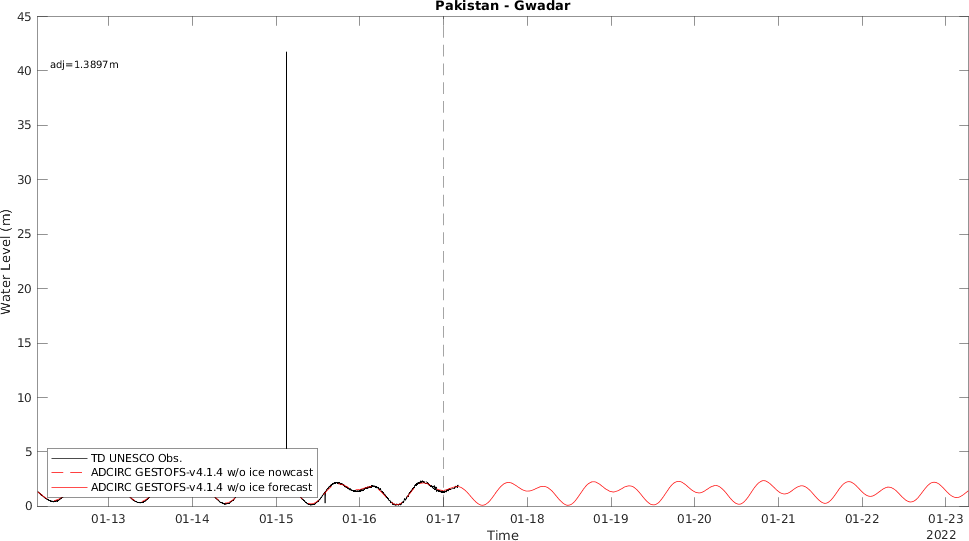 Pakistan - Gwadar
45
adj=1.3897m
40
35
30
25
20
15
10
5
0
Water Level (m)
TD UNESCO Obs.
ADCIRC GESTOFS-v4.1.4 w/o ice nowcast
ADCIRC GESTOFS-v4.1.4 w/o ice forecast
01-13 01-14 01-15 01-16 01-17 01-18 01-19 01-20 01-21 01-22 01-23
Time
2022